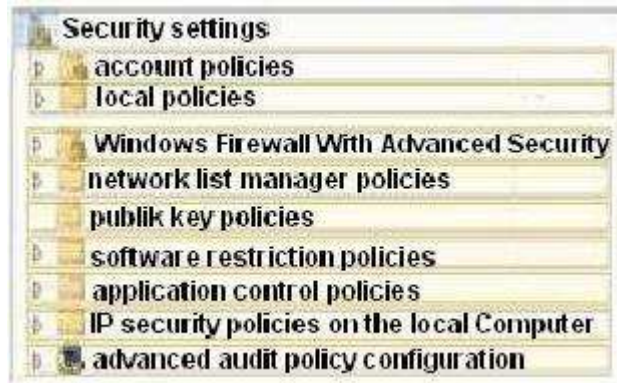 Security settings
account policies
local policies
Windows Firewall With Advanced Security
network list manager policies
publik key policies
software restriction policies
application control policies
IP security policies on the local Computer
advanced audit policy configuration